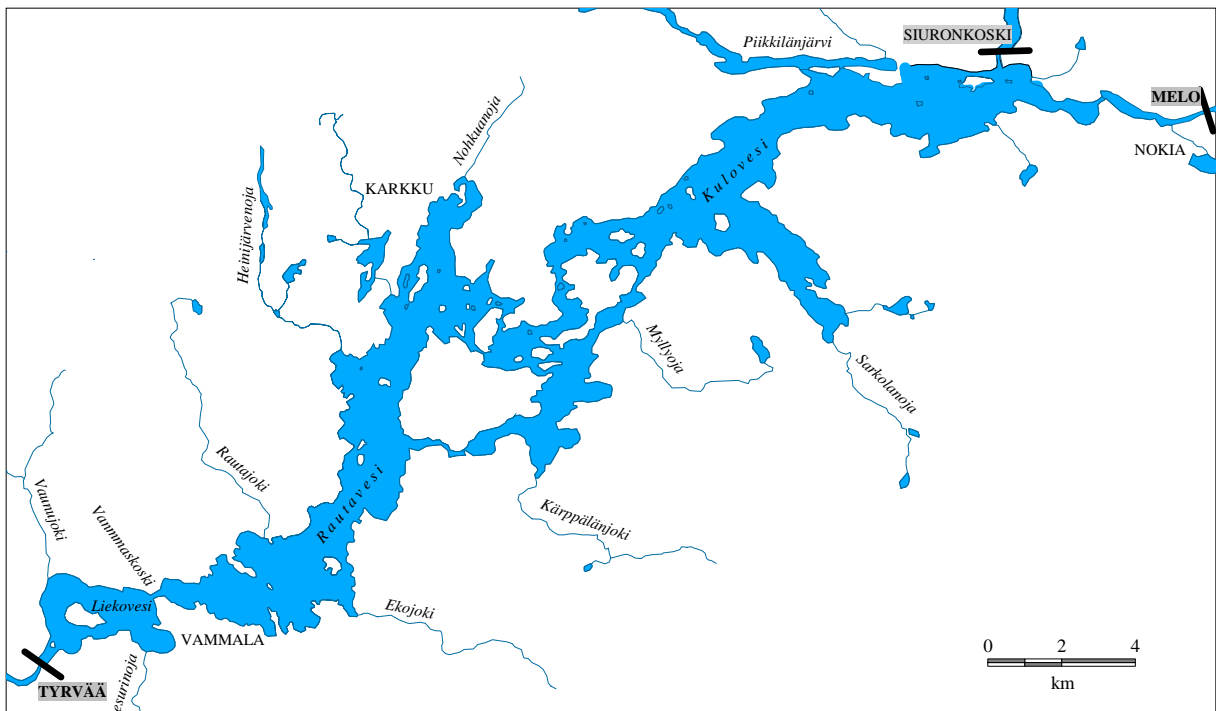 SIURONKOSKI
Piikkilänjärvi
MELO
NOKIA
Nohkuanoja
KARKKU
Kulovesi
Heinijärvenoja
Myllyoja
Sarkolanoja
Rautajoki
Rautavesi
Vaunujoki
Vammaskoski
Kärppälänjoki
Liekovesi
Ekojoki
VAMMALA
TYRVÄÄ
esurinoja
0 2 4
km